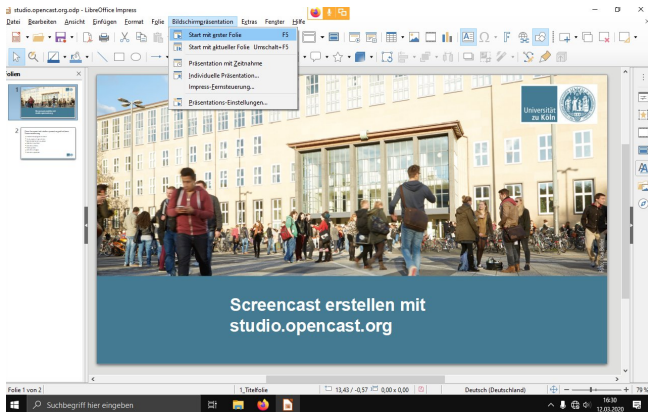 studio.opencast.org.odp - LibreOffice Impress
Datei Bearbeiten Ansicht Einfügen Format Folie Bildschirmpräsentation Extras Fenster Hilfe
Start mit erster Folie F5
Start mit aktueller Folie Umschalt+F5
Präsentation mit Zeitnahme
Individuelle Präsentation...
Impress-Fernsteuerung...
Präsentations-Einstellungen...
olien
1
2
Universität
zu Köln
Screencast erstellen mit
studio.opencast.org
Folie 1 von 2 1_Titelfolie 13,43 / -0,57 0,00 x 0,00 Deutsch (Deutschland) 79 %
Suchbegriff hier eingeben
16:30
12.03.2020